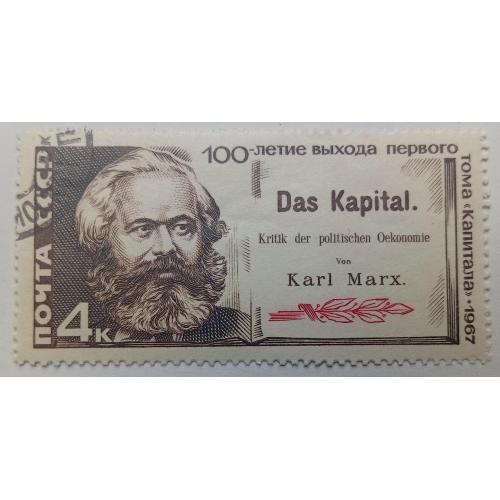 100-летие выхода первого
тома «Капитала»·1967
Das Kapital.
Kritik der politischen Oekonomie
Von
Karl Marx.
ПОЧТА СССР
4к